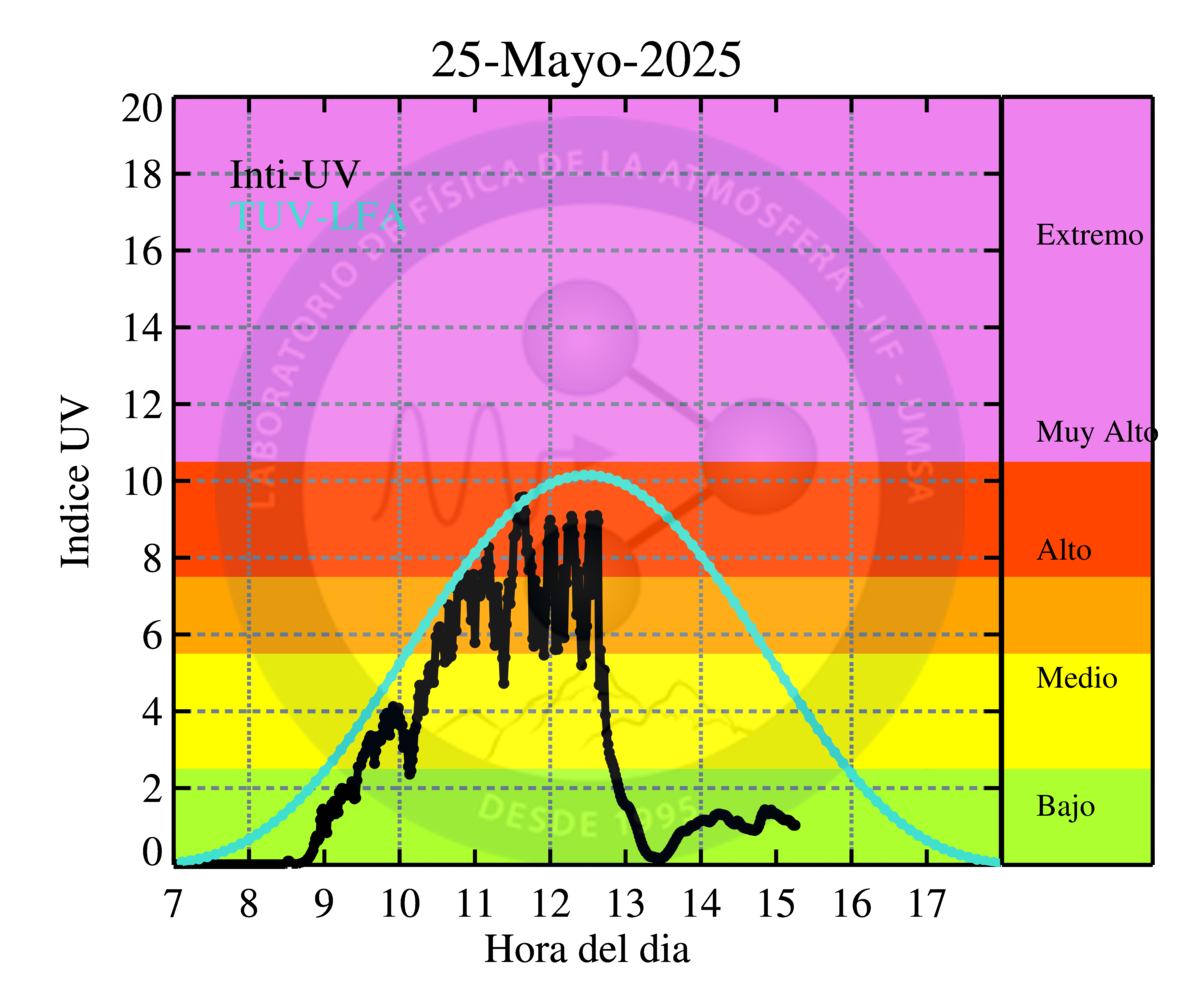 25-Mayo-2025
Inti-UV
TUV-LFA
LABORATORIO DE FÍSICA DE LA ATMÓSFERA - IIF - UMSA
DESDE 1995
Indice UV
20
18
16
14
12
10
8
6
4
2
0
Extremo
Muy Alto
Alto
Medio
Bajo
7 8 9 10 11 12 13 14 15 16 17
Hora del dia